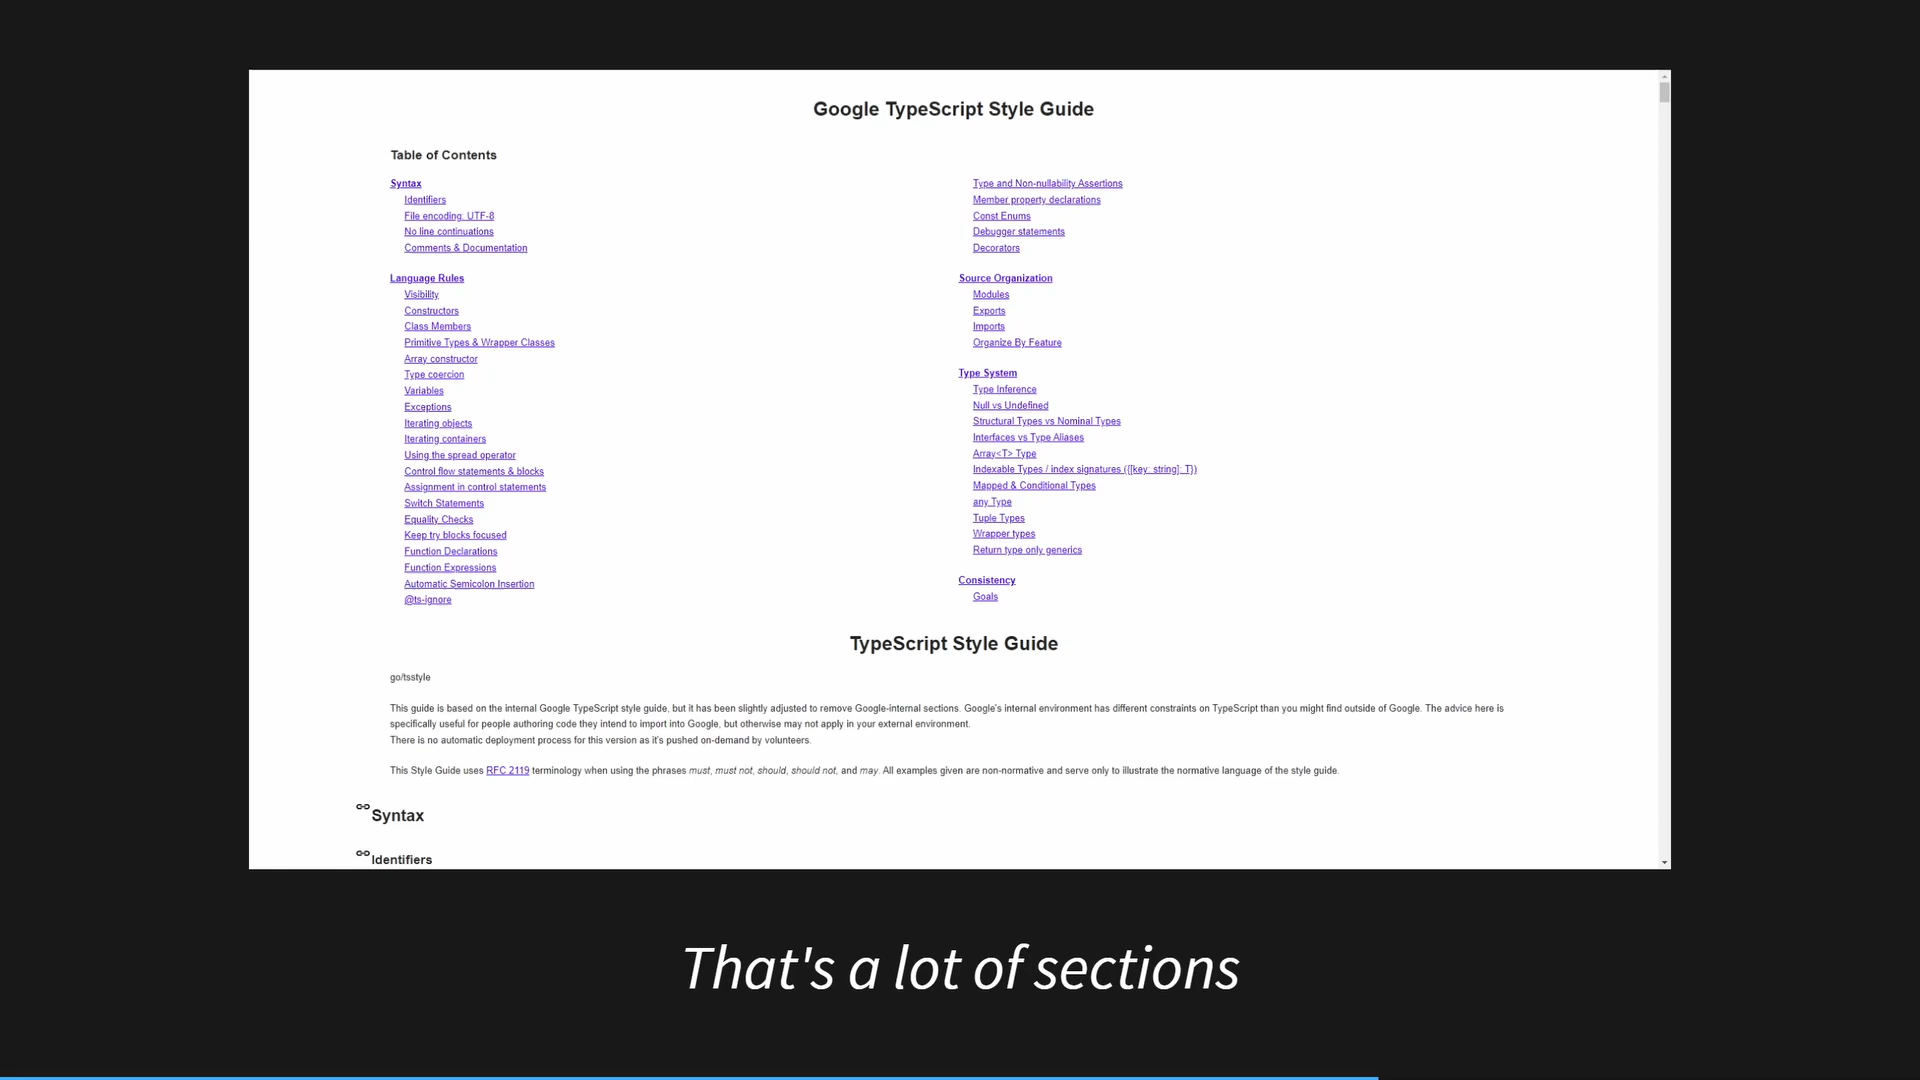 Google TypeScript Style Guide
Table of Contents
Syntax
Identifiers
File encoding: UTF-8
No line continuations
Comments & Documentation
Language Rules
Visibility
Constructors
Class Members
Primitive Types & Wrapper Classes
Array constructor
Type coercion
Variables
Exceptions
Iterating objects
Iterating containers
Using the spread operator
Control flow statements & blocks
Assignment in control statements
Switch Statements
Equality Checks
Keep try blocks focused
Function Declarations
Function Expressions
Automatic Semicolon Insertion
@ts-ignore
Type and Non-nullability Assertions
Member property declarations
Const Enums
Debugger statements
Decorators
Source Organization
Modules
Exports
Imports
Organize By Feature
Type System
Type Inference
Null vs Undefined
Structural Types vs Nominal Types
Interfaces vs Type Aliases
Array<T> Type
Indexable Types / index signatures ({[key: string]: T})
Mapped & Conditional Types
any Type
Tuple Types
Wrapper types
Return type only generics
Consistency
Goals
TypeScript Style Guide
go/tsstyle
This guide is based on the internal Google TypeScript style guide, but it has been slightly adjusted to remove Google-internal sections. Google's internal environment has different constraints on TypeScript than you might find outside of Google. The advice here is
specifically useful for people authoring code they intend to import into Google, but otherwise may not apply in your external environment.
There is no automatic deployment process for this version as it's pushed on-demand by volunteers.
This Style Guide uses RFC 2119 terminology when using the phrases must, must not, should, should not, and may. All examples given are non-normative and serve only to illustrate the normative language of the style guide.
Syntax
Identifiers
That's a lot of sections